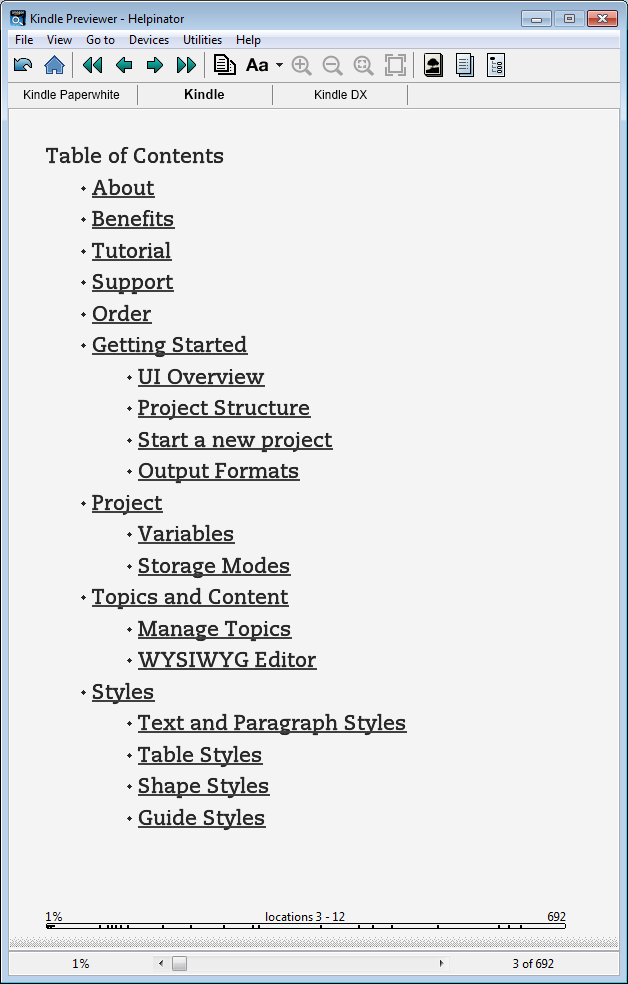 Kindle Previewer - Helpinator
File View Go to Devices Utilities Help
Aa
Kindle Paperwhite Kindle Kindle DX
Table of Contents
About
Benefits
Tutorial
Support
Order
Getting Started
UI Overview
Project Structure
Start a new project
Output Formats
Project
Variables
Storage Modes
Topics and Content
Manage Topics
WYSIWYG Editor
Styles
Text and Paragraph Styles
Table Styles
Shape Styles
Guide Styles
1% locations 3 - 12 692
1% 3 of 692